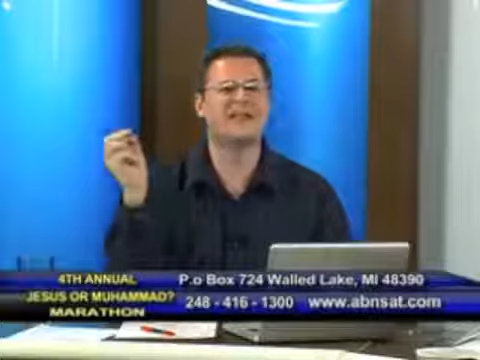 4TH ANNUAL
JESUS OR MUHAMMAD?
MARATHON
P.o Box 724 Walled Lake, MI 48390
248 - 416 - 1300 www.abnsat.com